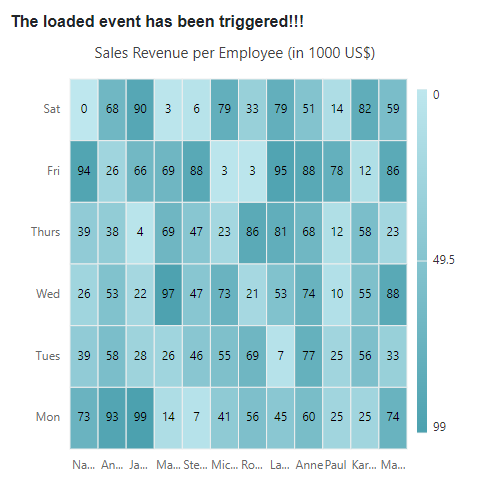 The loaded event has been triggered!!!
Sales Revenue per Employee (in 1000 US$)
Sat 0 68 90 3 6 79 33 79 51 14 82 59
Fri 94 26 66 69 88 3 3 95 88 78 12 86
Thurs 39 38 4 69 47 23 86 81 68 12 58 23
Wed 26 53 22 97 47 73 21 53 74 10 55 88
Tues 39 58 28 26 46 55 69 7 77 25 56 33
Mon 73 93 99 14 7 41 56 45 60 25 25 74
Na... An... Ja... Ma... Ste... Mic... Ro... La... Anne Paul Kar... Ma...
0
49.5
99